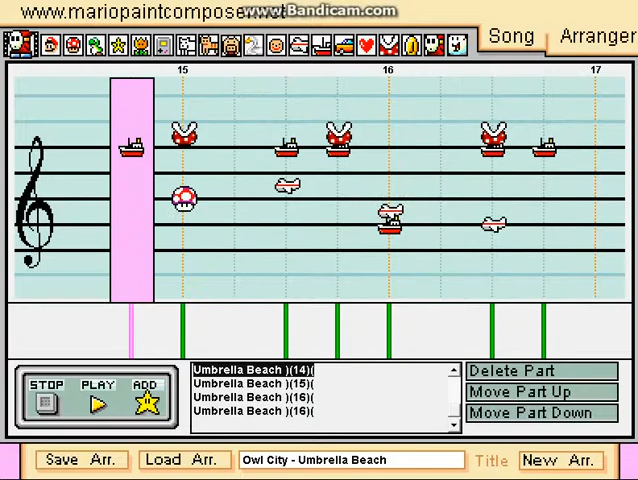 www.mariopaintcomposer.net
www.Bandicam.com
Song
Arranger
15 16 17
STOP PLAY ADD
Umbrella Beach )(14)(
Umbrella Beach )(15)(
Umbrella Beach )(16)(
Umbrella Beach )(16)(
Delete Part
Move Part Up
Move Part Down
Save Arr.
Load Arr.
Owl City - Umbrella Beach
Title
New Arr.